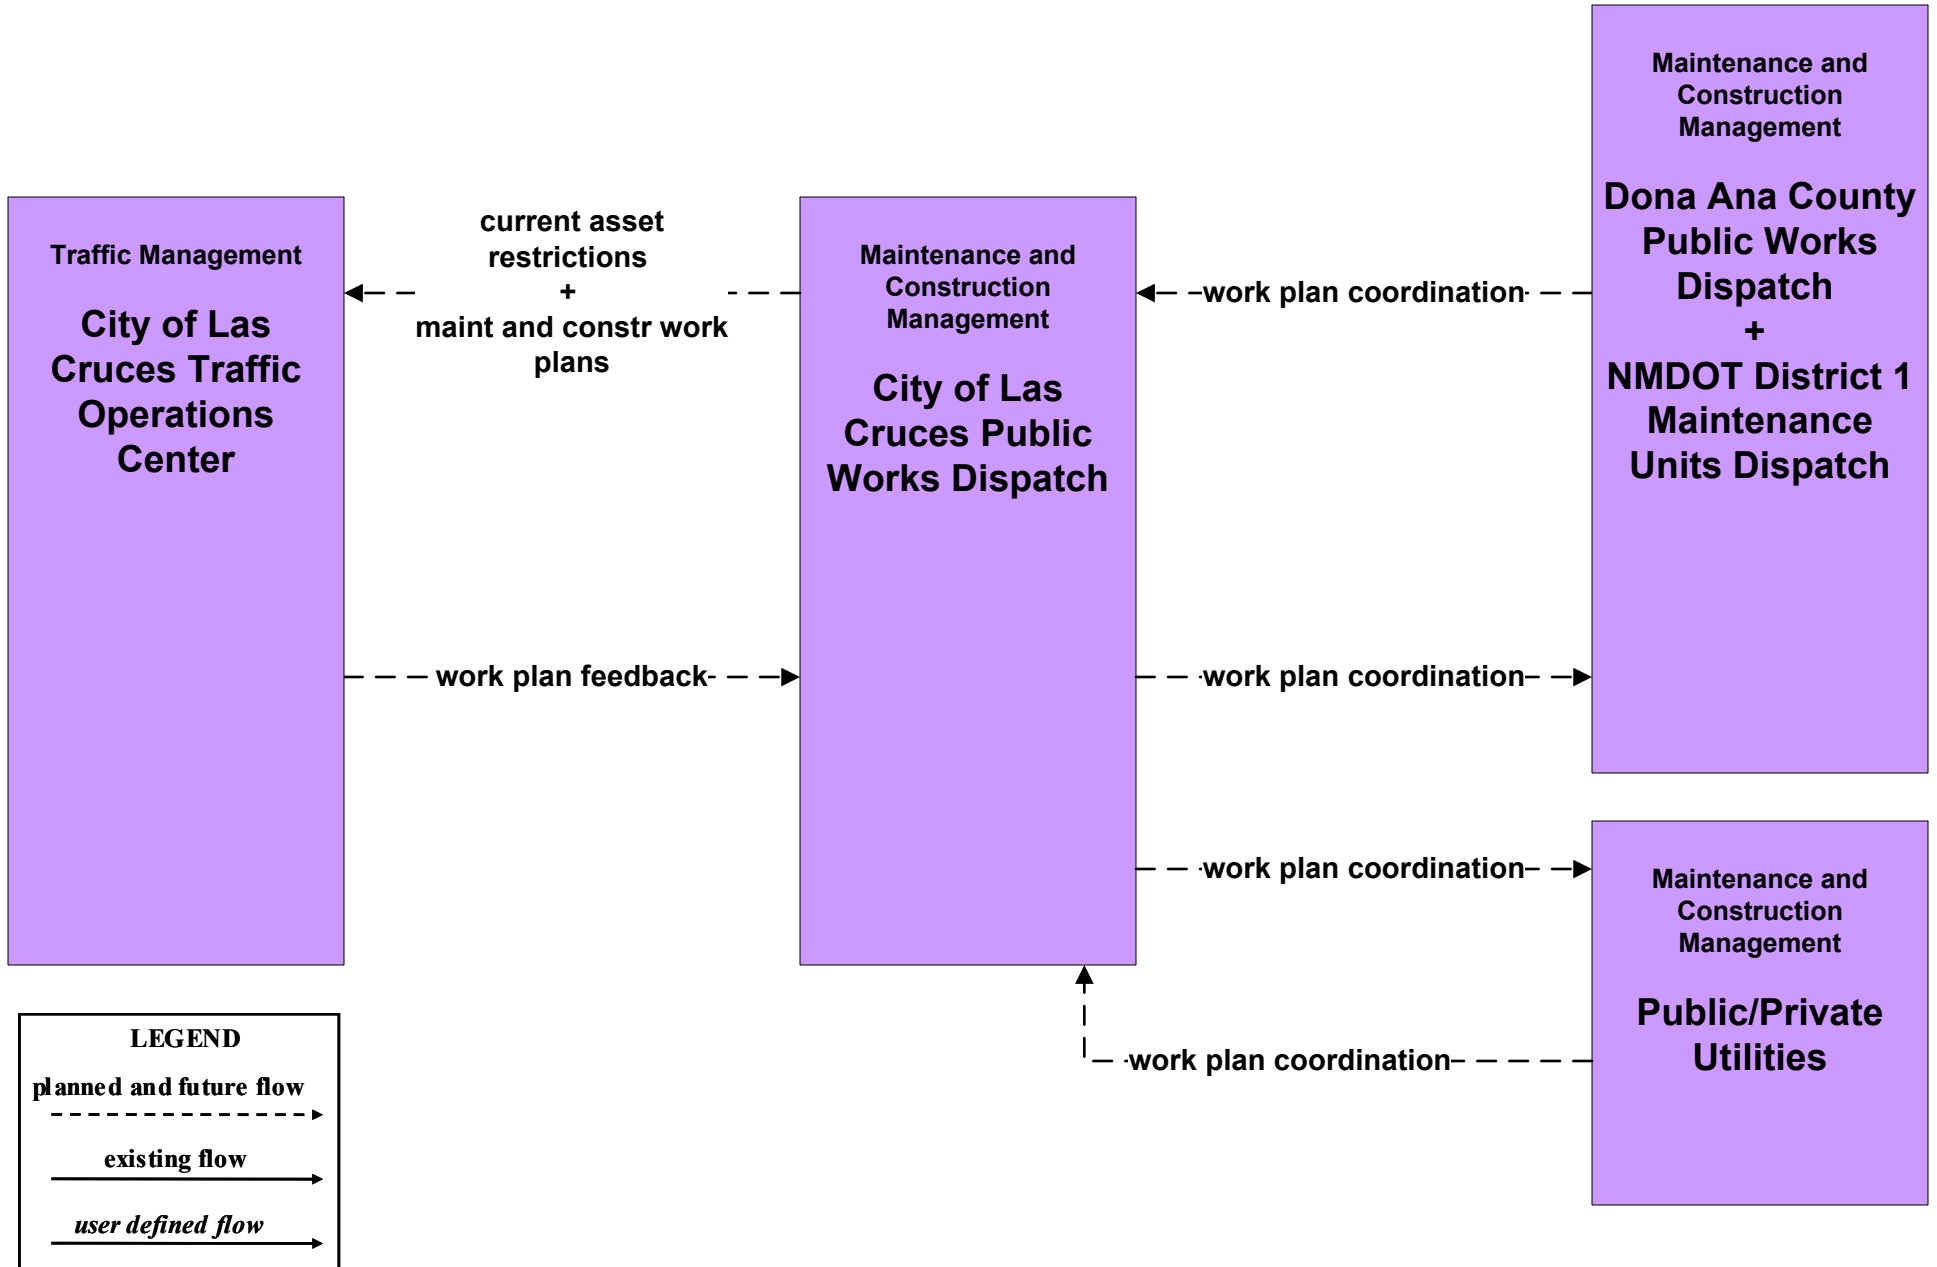 Traffic Management
City of Las
Cruces Traffic
Operations
Center
current asset
restrictions
+
maint and constr work
plans
work plan feedback
Maintenance and
Construction
Management
City of Las
Cruces Public
Works Dispatch
work plan coordination
work plan coordination
work plan coordination
work plan coordination
Maintenance and
Construction
Management
Dona Ana County
Public Works
Dispatch
+
NMDOT District 1
Maintenance
Units Dispatch
Maintenance and
Construction
Management
Public/Private
Utilities
LEGEND
planned and future flow
existing flow
user defined flow